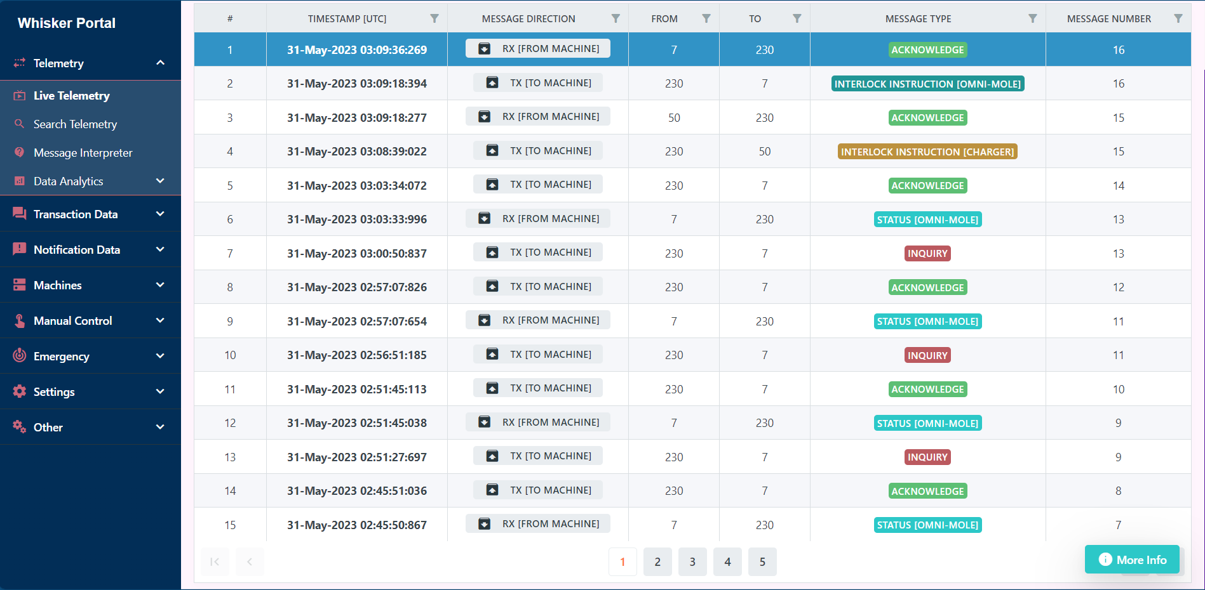 Whisker Portal
Telemetry
Live Telemetry
Search Telemetry
Message Interpreter
Data Analytics
Transaction Data
Notification Data
Machines
Manual Control
Emergency
Settings
Other
# TIMESTAMP [UTC] MESSAGE DIRECTION FROM TO MESSAGE TYPE MESSAGE NUMBER
1 31-May-2023 03:09:36:269 RX [FROM MACHINE] 7 230 ACKNOWLEDGE 16
2 31-May-2023 03:09:18:394 TX [TO MACHINE] 230 7 INTERLOCK INSTRUCTION [OMNI-MOLE] 16
3 31-May-2023 03:09:18:277 RX [FROM MACHINE] 50 230 ACKNOWLEDGE 15
4 31-May-2023 03:08:39:022 TX [TO MACHINE] 230 50 INTERLOCK INSTRUCTION [CHARGER] 15
5 31-May-2023 03:03:34:072 TX [TO MACHINE] 230 7 ACKNOWLEDGE 14
6 31-May-2023 03:03:33:996 RX [FROM MACHINE] 7 230 STATUS [OMNI-MOLE] 13
7 31-May-2023 03:00:50:837 TX [TO MACHINE] 230 7 INQUIRY 13
8 31-May-2023 02:57:07:826 TX [TO MACHINE] 230 7 ACKNOWLEDGE 12
9 31-May-2023 02:57:07:654 RX [FROM MACHINE] 7 230 STATUS [OMNI-MOLE] 11
10 31-May-2023 02:56:51:185 TX [TO MACHINE] 230 7 INQUIRY 11
11 31-May-2023 02:51:45:113 TX [TO MACHINE] 230 7 ACKNOWLEDGE 10
12 31-May-2023 02:51:45:038 RX [FROM MACHINE] 7 230 STATUS [OMNI-MOLE] 9
13 31-May-2023 02:51:27:697 TX [TO MACHINE] 230 7 INQUIRY 9
14 31-May-2023 02:45:51:036 TX [TO MACHINE] 230 7 ACKNOWLEDGE 8
15 31-May-2023 02:45:50:867 RX [FROM MACHINE] 7 230 STATUS [OMNI-MOLE] 7
1 2 3 4 5
More Info